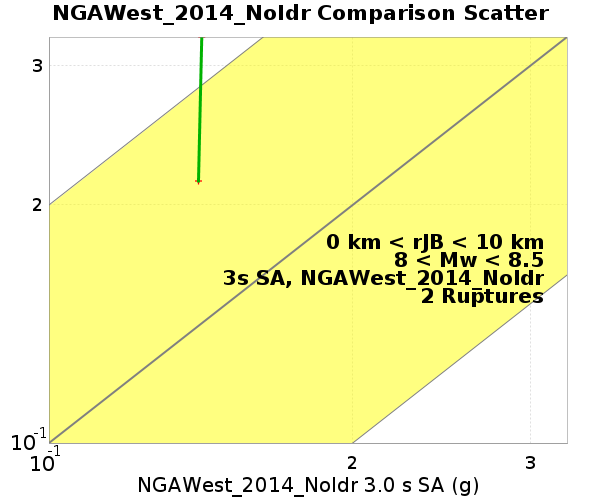 NGAWest_2014_NoIdr Comparison Scatter
3
2
10-1
0 km < rJB < 10 km
8 < Mw < 8.5
3s SA, NGAWest_2014_NoIdr
2 Ruptures
10-1
2
3
NGAWest_2014_NoIdr 3.0 s SA (g)